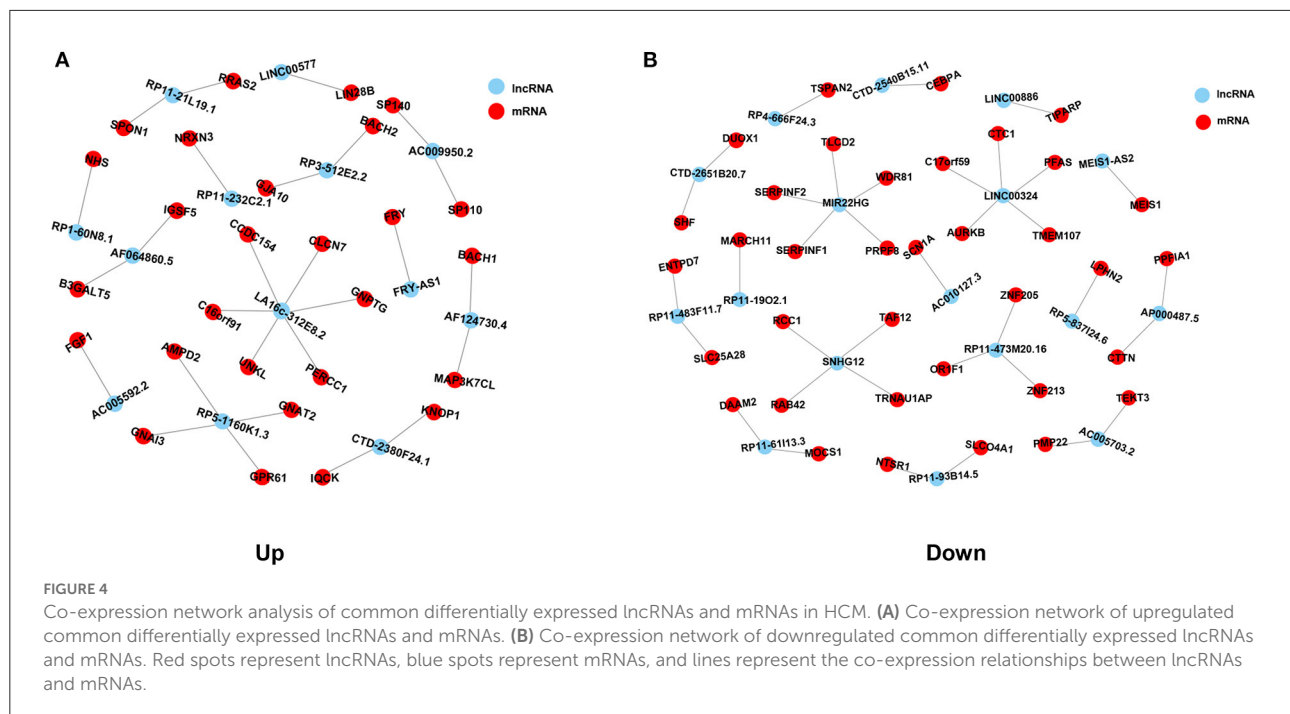 A
LINC00577
RRAS2
RP11-21L19.1
LIN28B
SPON1
lncRNA
mRNA
SP140
BACH2
NRXN3
AC009950.2
NHS
RP3-512E2.2
GJA10
RP11-232C2.1
IGSF5
SP110
FRY
RP1-60N8.1
CCDC154
AF064860.5
CLCN7
BACH1
B3GALT5
FRY-AS1
GNPTG
LA16c-312E8.2
C16orf91
AF124730.4
FGF1
AMPD2
UNKL
PERCC1
MAP3K7CL
AC005592.2
GNAT2
KNOP1
RP5-1160K1.3
GNAI3
CTD-2380F24.1
GPR61
IQCK
Up
B
TSPAN2
CTD-2540B15.11
CEBPA
LINC00886
lncRNA
mRNA
RP4-666F24.3
TIPARP
DUOX1
TLCD2
CTC1
C17orf59
PFAS
MEIS1-AS2
CTD-2651B20.7
WDR81
SERPINF2
MIR22HG
LINC00324
MEIS1
SHF
AURKB
TMEM107
MARCH11
SERPINF1
PRPF8
SCN1A
ENTPD7
LPHN2
PPFIA1
RP11-19O2.1
AC010127.3
ZNF205
RP11-483F11.7
RP5-837I24.6
AP000487.5
RCC1
TAF12
SLC25A28
SNHG12
RP11-473M20.16
CTTN
OR1F1
ZNF213
DAAM2
RAB42
TRNAU1AP
TEKT3
RP11-61I13.3
MOCS1
SLCO4A1
PMP22
AC005703.2
NTSR1
RP11-93B14.5
Down
FIGURE 4
Co-expression network analysis of common differentially expressed lncRNAs and mRNAs in HCM. (A) Co-expression network of upregulated
common differentially expressed lncRNAs and mRNAs. (B) Co-expression network of downregulated common differentially expressed lncRNAs
and mRNAs. Red spots represent lncRNAs, blue spots represent mRNAs, and lines represent the co-expression relationships between lncRNAs
and mRNAs.